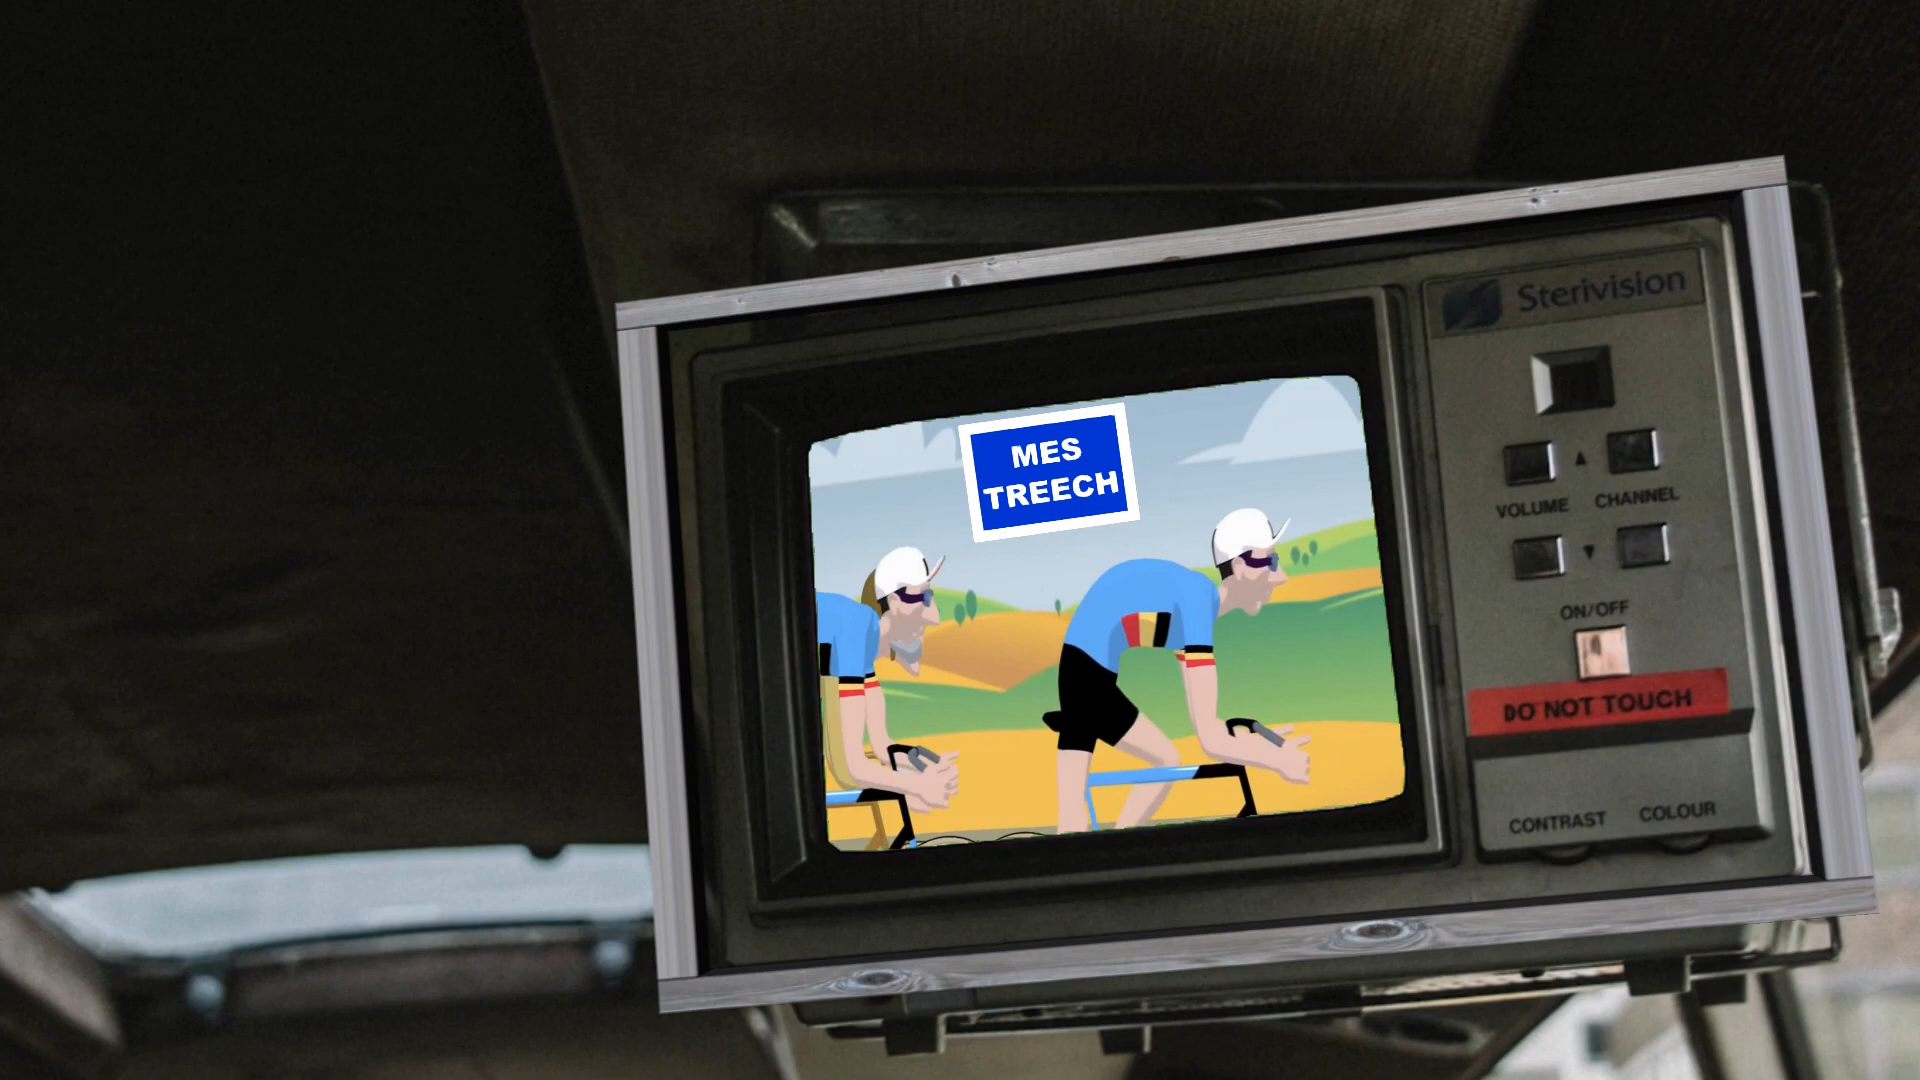 Sterivision
MES
TREECH
VOLUME
CHANNEL
ON/OFF
DO NOT TOUCH
CONTRAST
COLOUR